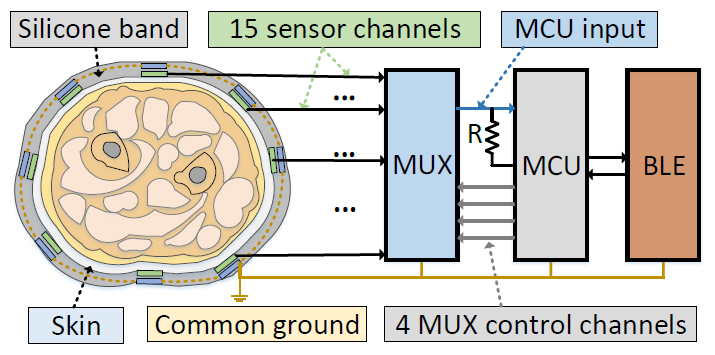 Silicone band
15 sensor channels
MCU input
...
R
MUX
MCU
BLE
...
...
Skin
Common ground
4 MUX control channels